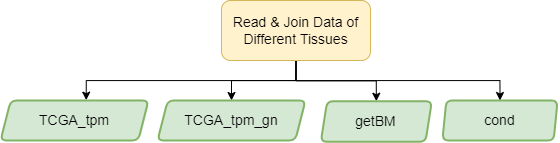 Read & Join Data of
Different Tissues
TCGA_tpm
TCGA_tpm_gn
getBM
cond